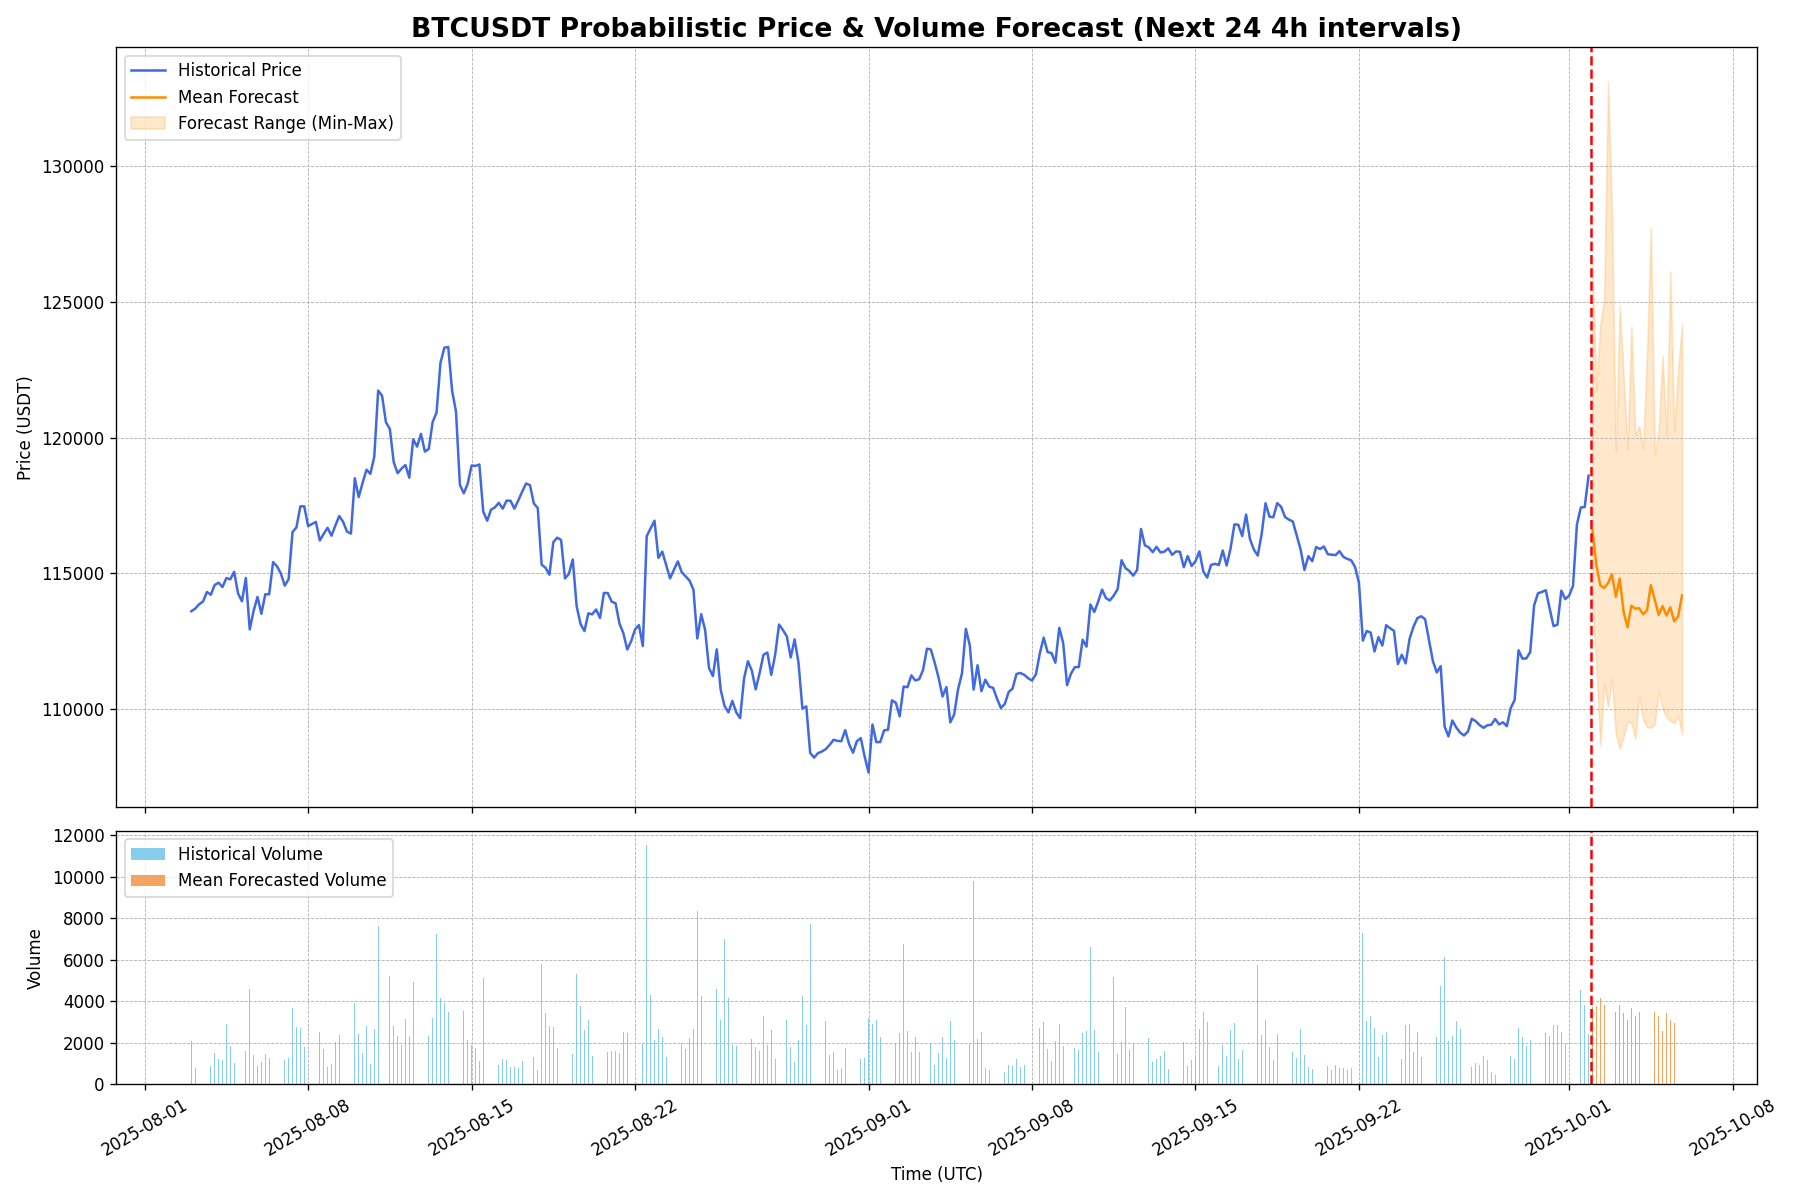 BTCUSDT Probabilistic Price & Volume Forecast (Next 24 4h intervals)
Historical Price
Mean Forecast
Forecast Range (Min-Max)
Price (USDT)
130000
125000
120000
115000
110000
Historical Volume
Mean Forecasted Volume
Volume
12000
10000
8000
6000
4000
2000
0
2025-08-01
2025-08-08
2025-08-15
2025-08-22
2025-09-01
2025-09-08
2025-09-15
2025-09-22
2025-10-01
2025-10-08
Time (UTC)